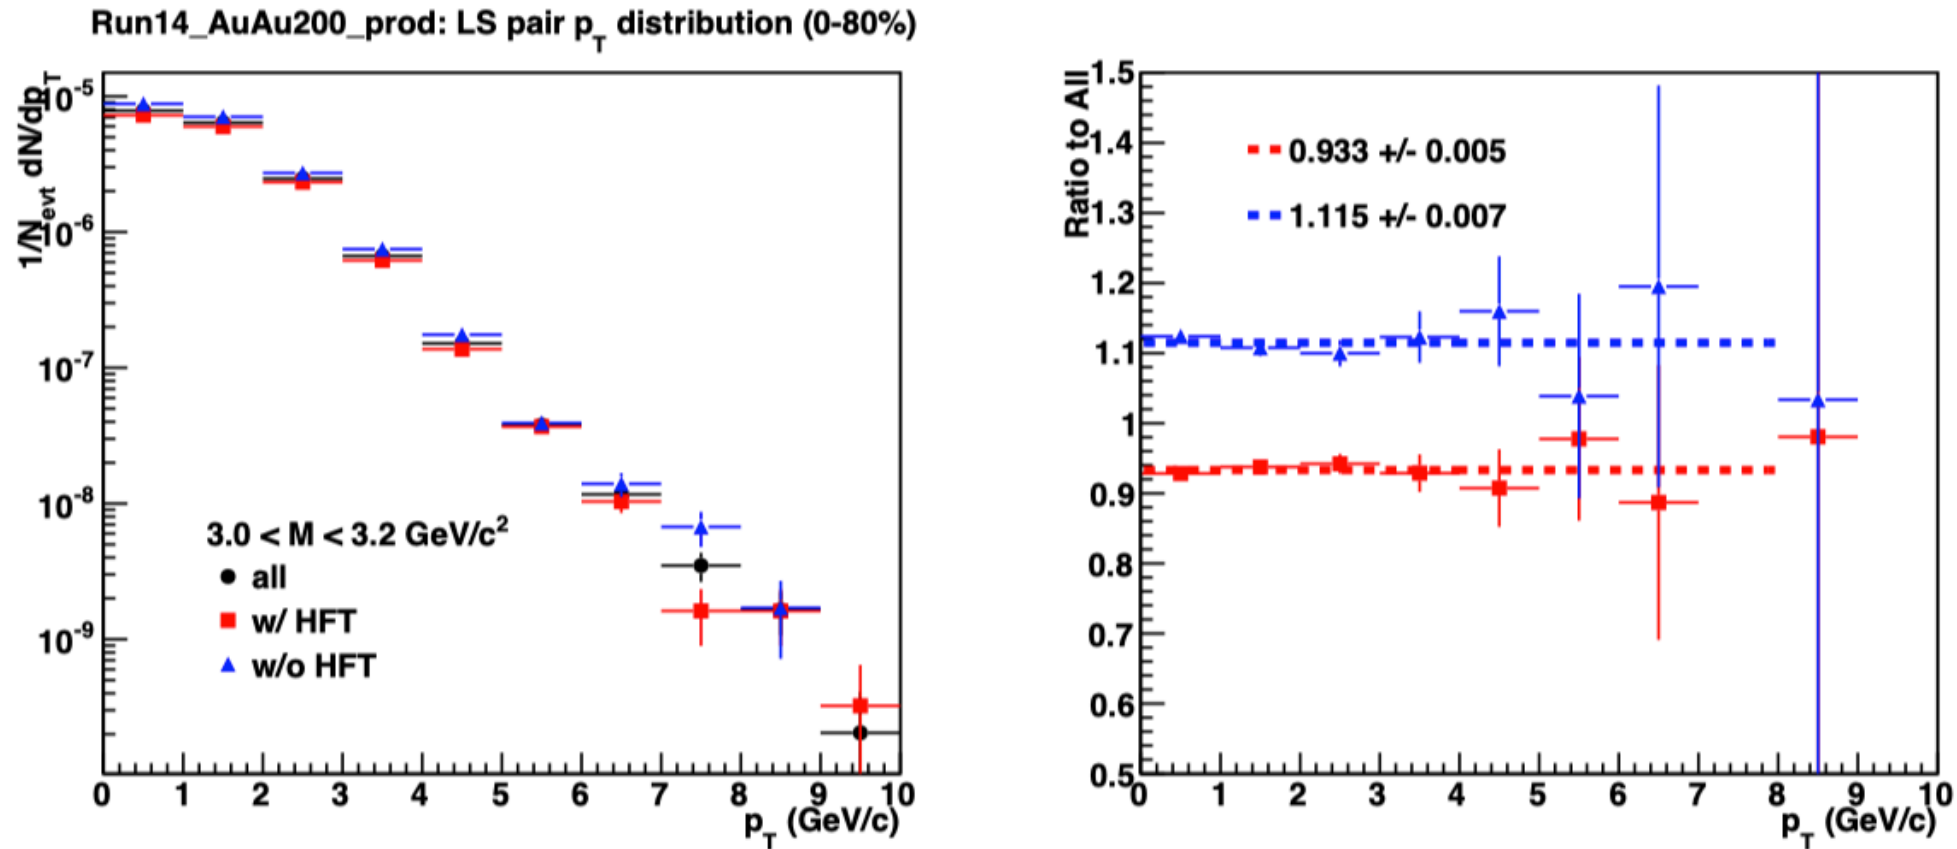 Run14_AuAu200_prod: LS pair p_T distribution (0-80%)
1/N_evt dN/dp_T
10^-5
10^-6
10^-7
10^-8
10^-9
3.0 < M < 3.2 GeV/c^2
all
w/ HFT
w/o HFT
0 1 2 3 4 5 6 7 8 9 10
p_T (GeV/c)
Ratio to All
1.5
1.4
1.3
1.2
1.1
1
0.9
0.8
0.7
0.6
0.5
0.933 +/- 0.005
1.115 +/- 0.007
0 1 2 3 4 5 6 7 8 9 10
p_T (GeV/c)